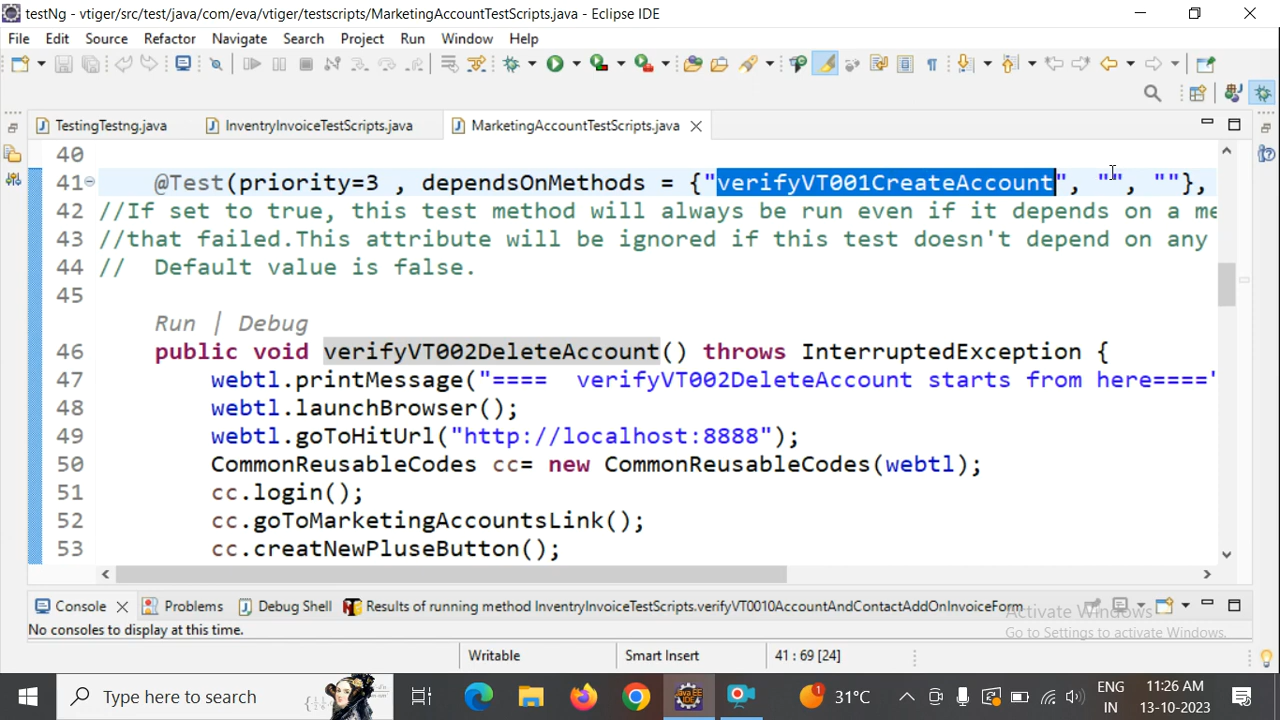 testNg - vtiger/src/test/java/com/eva/vtiger/testscripts/MarketingAccountTestScripts.java - Eclipse IDE
File Edit Source Refactor Navigate Search Project Run Window Help
TestingTestng.java InventryInvoiceTestScripts.java MarketingAccountTestScripts.java
40
41 @Test(priority=3 , dependsOnMethods = {"verifyVT001CreateAccount", "", ""},
42 //If set to true, this test method will always be run even if it depends on a me
43 //that failed.This attribute will be ignored if this test doesn't depend on any
44 // Default value is false.
45
Run | Debug
46 public void verifyVT002DeleteAccount() throws InterruptedException {
47 webtl.printMessage("==== verifyVT002DeleteAccount starts from here===="
48 webtl.launchBrowser();
49 webtl.goToHitUrl("http://localhost:8888");
50 CommonReusableCodes cc= new CommonReusableCodes(webtl);
51 cc.login();
52 cc.goToMarketingAccountsLink();
53 cc.creatNewPluseButton();
Console Problems Debug Shell Results of running method InventryInvoiceTestScripts.verifyVT0010AccountAndContactAddOnInvoiceForm
Activate Windows
No consoles to display at this time.
Go to Settings to activate Windows.
Writable Smart Insert 41 : 69 [24]
Type here to search 1 31°C ENG IN 11:26 AM 13-10-2023